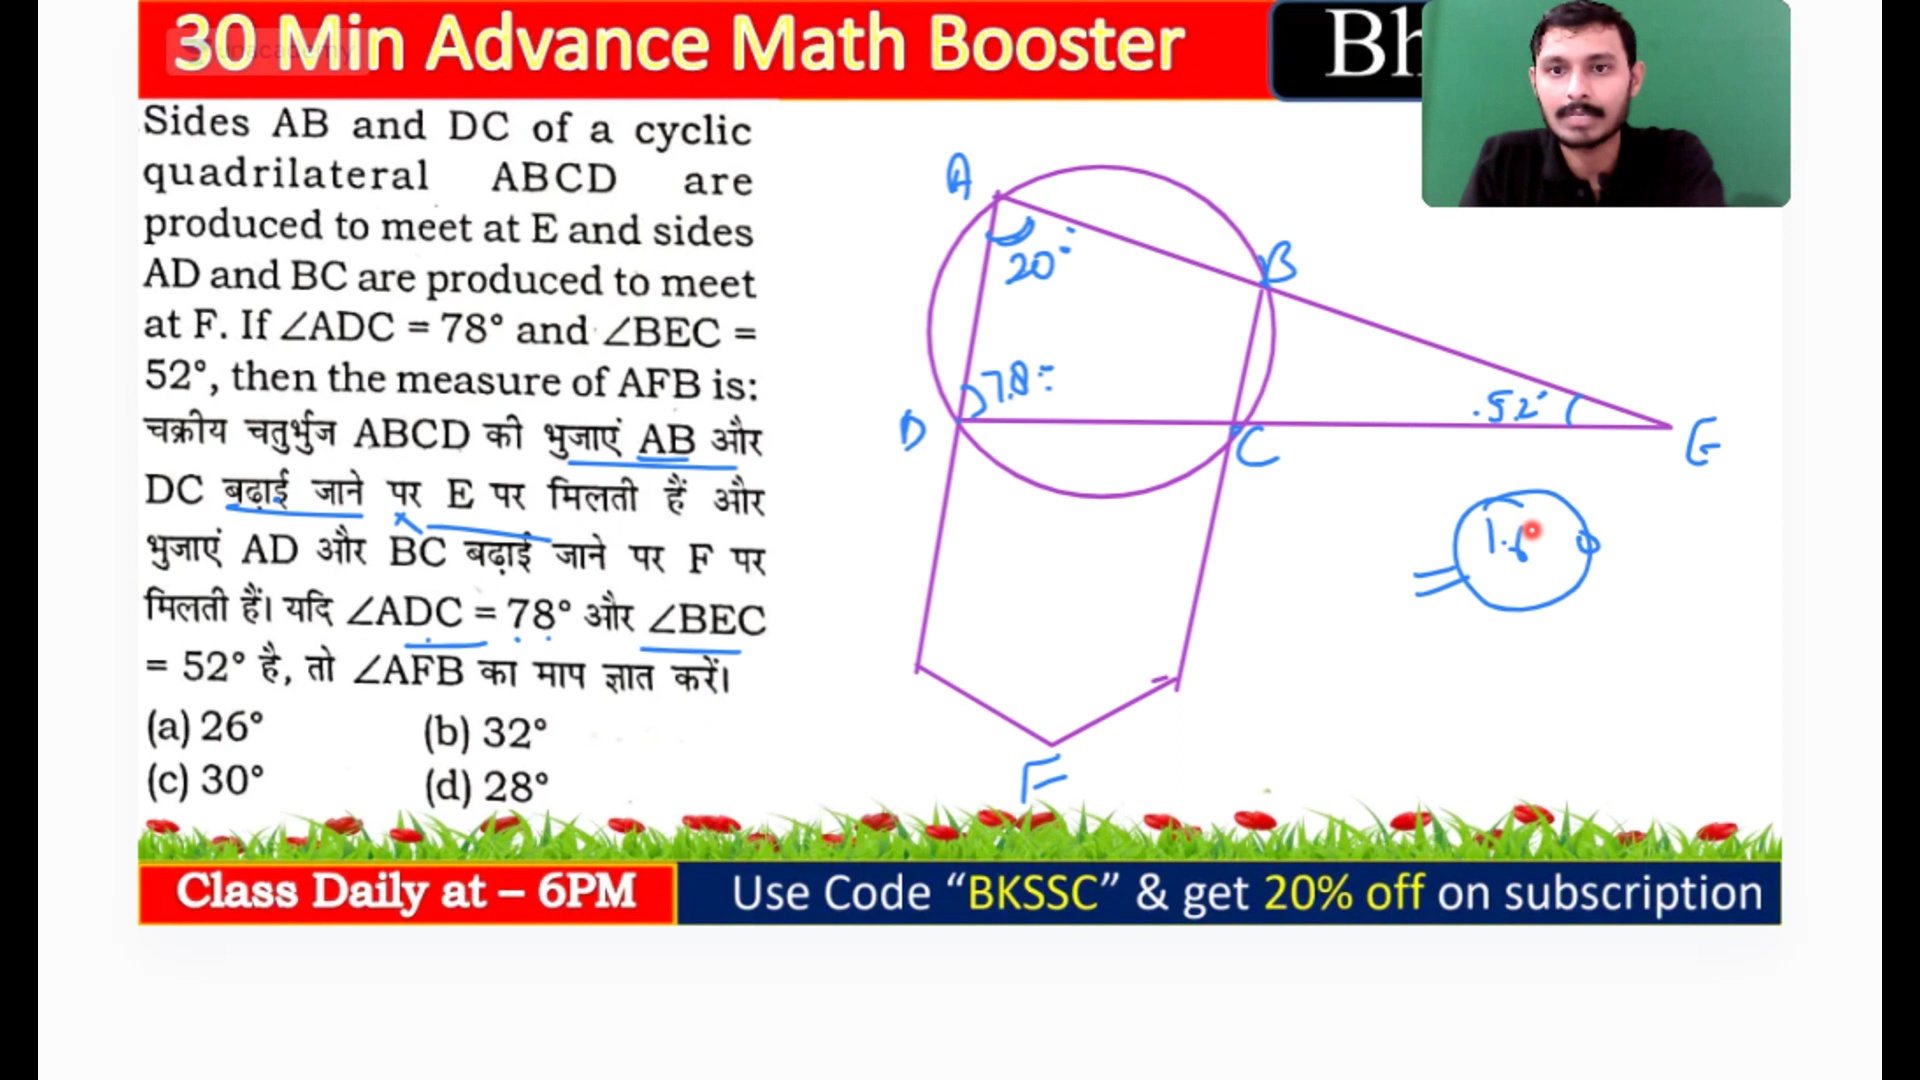 30 Min Advance Math Booster
Bh
unacademy
Sides AB and DC of a cyclic
quadrilateral ABCD are
produced to meet at E and sides
AD and BC are produced to meet
at F. If ∠ADC = 78° and ∠BEC =
52°, then the measure of AFB is:
चक्रीय चतुर्भुज ABCD की भुजाएं AB और
DC बढ़ाई जाने पर E पर मिलती हैं और
भुजाएं AD और BC बढ़ाई जाने पर F पर
मिलती हैं। यदि ∠ADC = 78° और ∠BEC
= 52° है, तो ∠AFB का माप ज्ञात करें।
(a) 26° (b) 32°
(c) 30° (d) 28°
A
B
20°
78°
52°
D
C
E
F
Class Daily at – 6PM
Use Code “BKSSC” & get 20% off on subscription